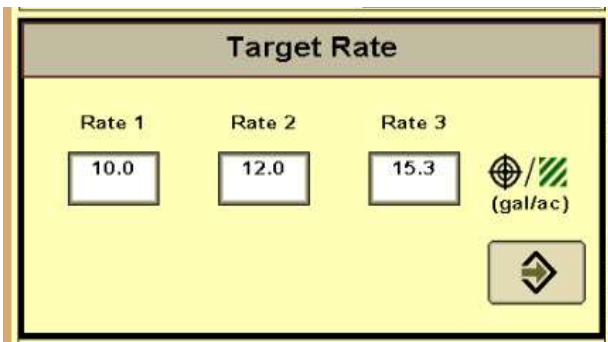 Target Rate
Rate 1 Rate 2 Rate 3
10.0 12.0 15.3
(gal/ac)